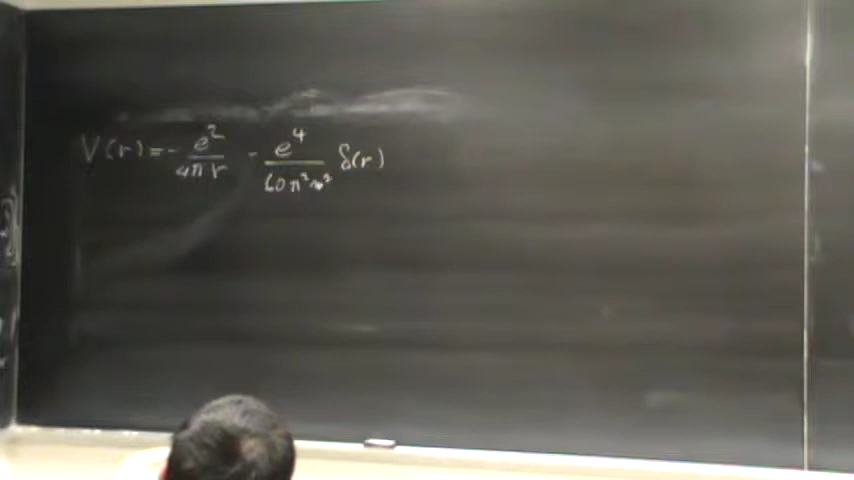 V(r) = - e²/4πr - e⁴/60π²m² δ(r)